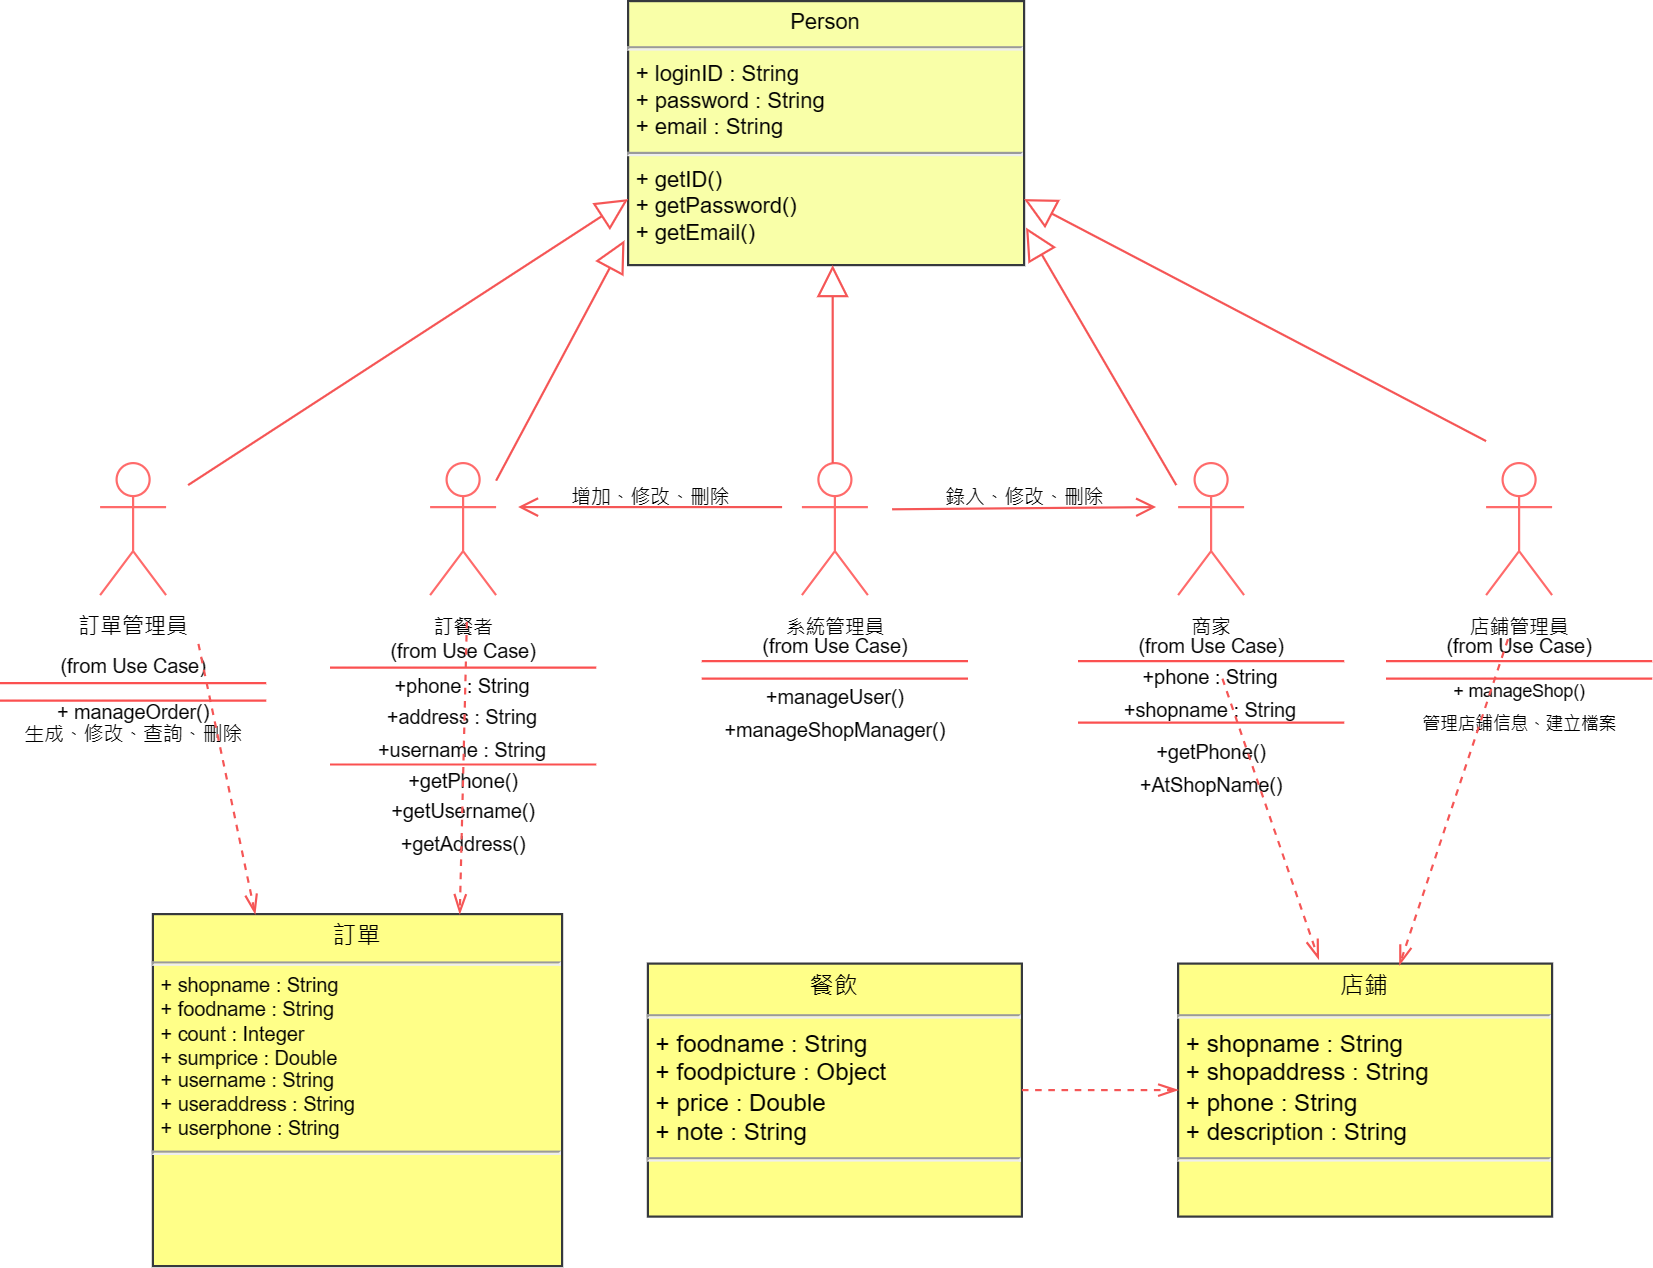 Person
+ loginID : String
+ password : String
+ email : String
+ getID()
+ getPassword()
+ getEmail()
增加、修改、刪除
錄入、修改、刪除
訂單管理員
(from Use Case)
+ manageOrder()
生成、修改、查詢、刪除
訂餐者
(from Use Case)
+phone : String
+address : String
+username : String
+getPhone()
+getUsername()
+getAddress()
系統管理員
(from Use Case)
+manageUser()
+manageShopManager()
商家
(from Use Case)
+phone : String
+shopname : String
+getPhone()
+AtShopName()
店鋪管理員
(from Use Case)
+ manageShop()
管理店鋪信息、建立檔案
訂單
+ shopname : String
+ foodname : String
+ count : Integer
+ sumprice : Double
+ username : String
+ useraddress : String
+ userphone : String
餐飲
+ foodname : String
+ foodpicture : Object
+ price : Double
+ note : String
店鋪
+ shopname : String
+ shopaddress : String
+ phone : String
+ description : String